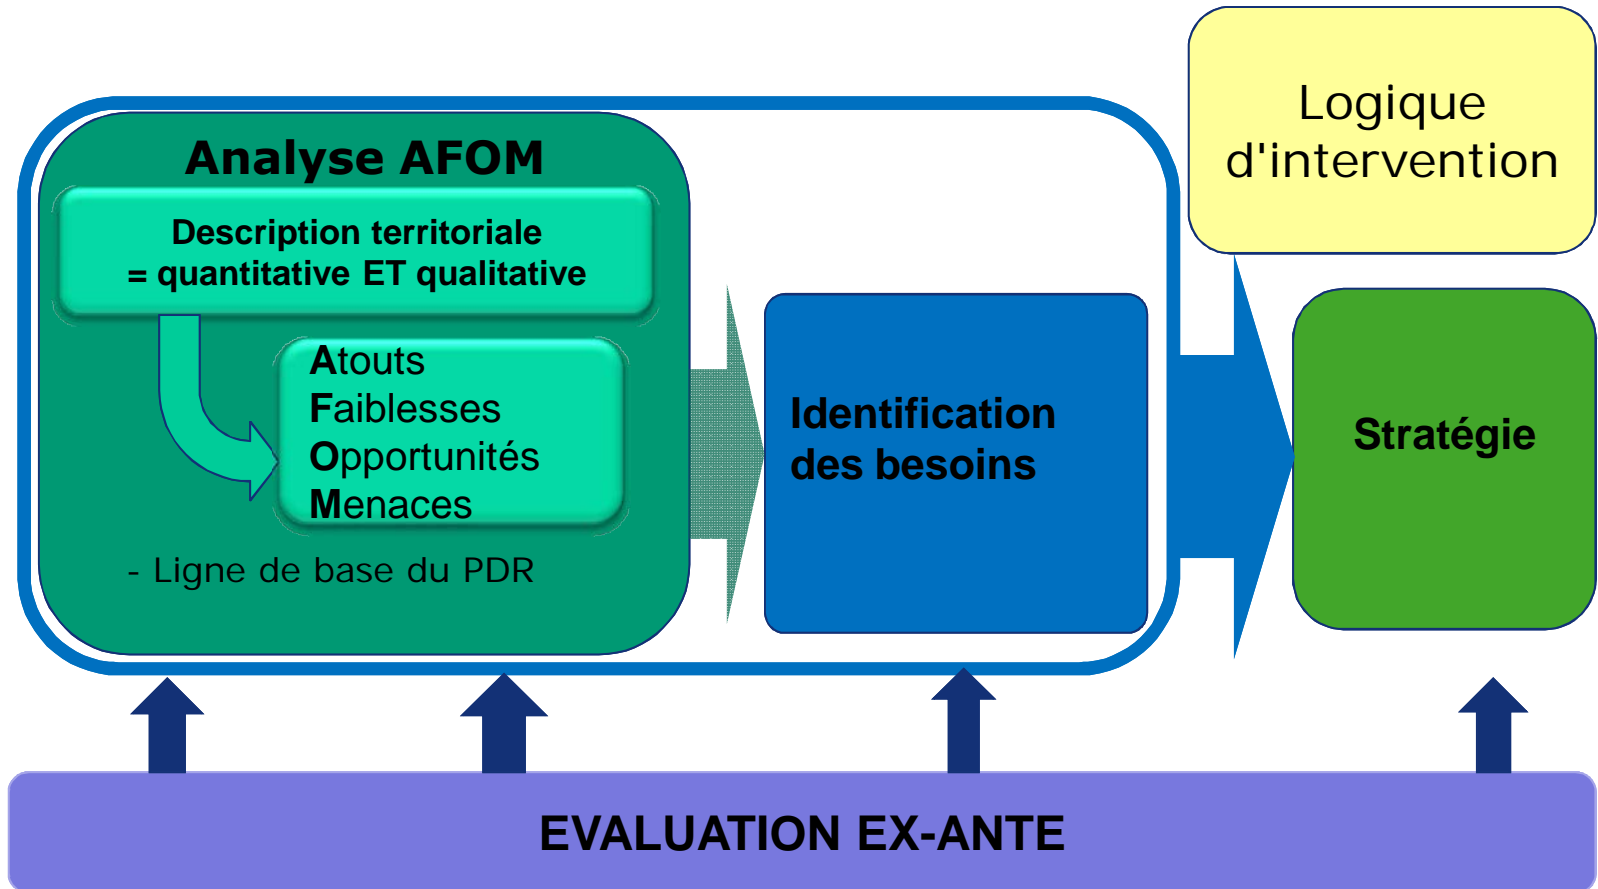 Analyse AFOM
Description territoriale
= quantitative ET qualitative
Atouts
Faiblesses
Opportunités
Menaces
- Ligne de base du PDR
Identification
des besoins
Logique
d'intervention
Stratégie
EVALUATION EX-ANTE